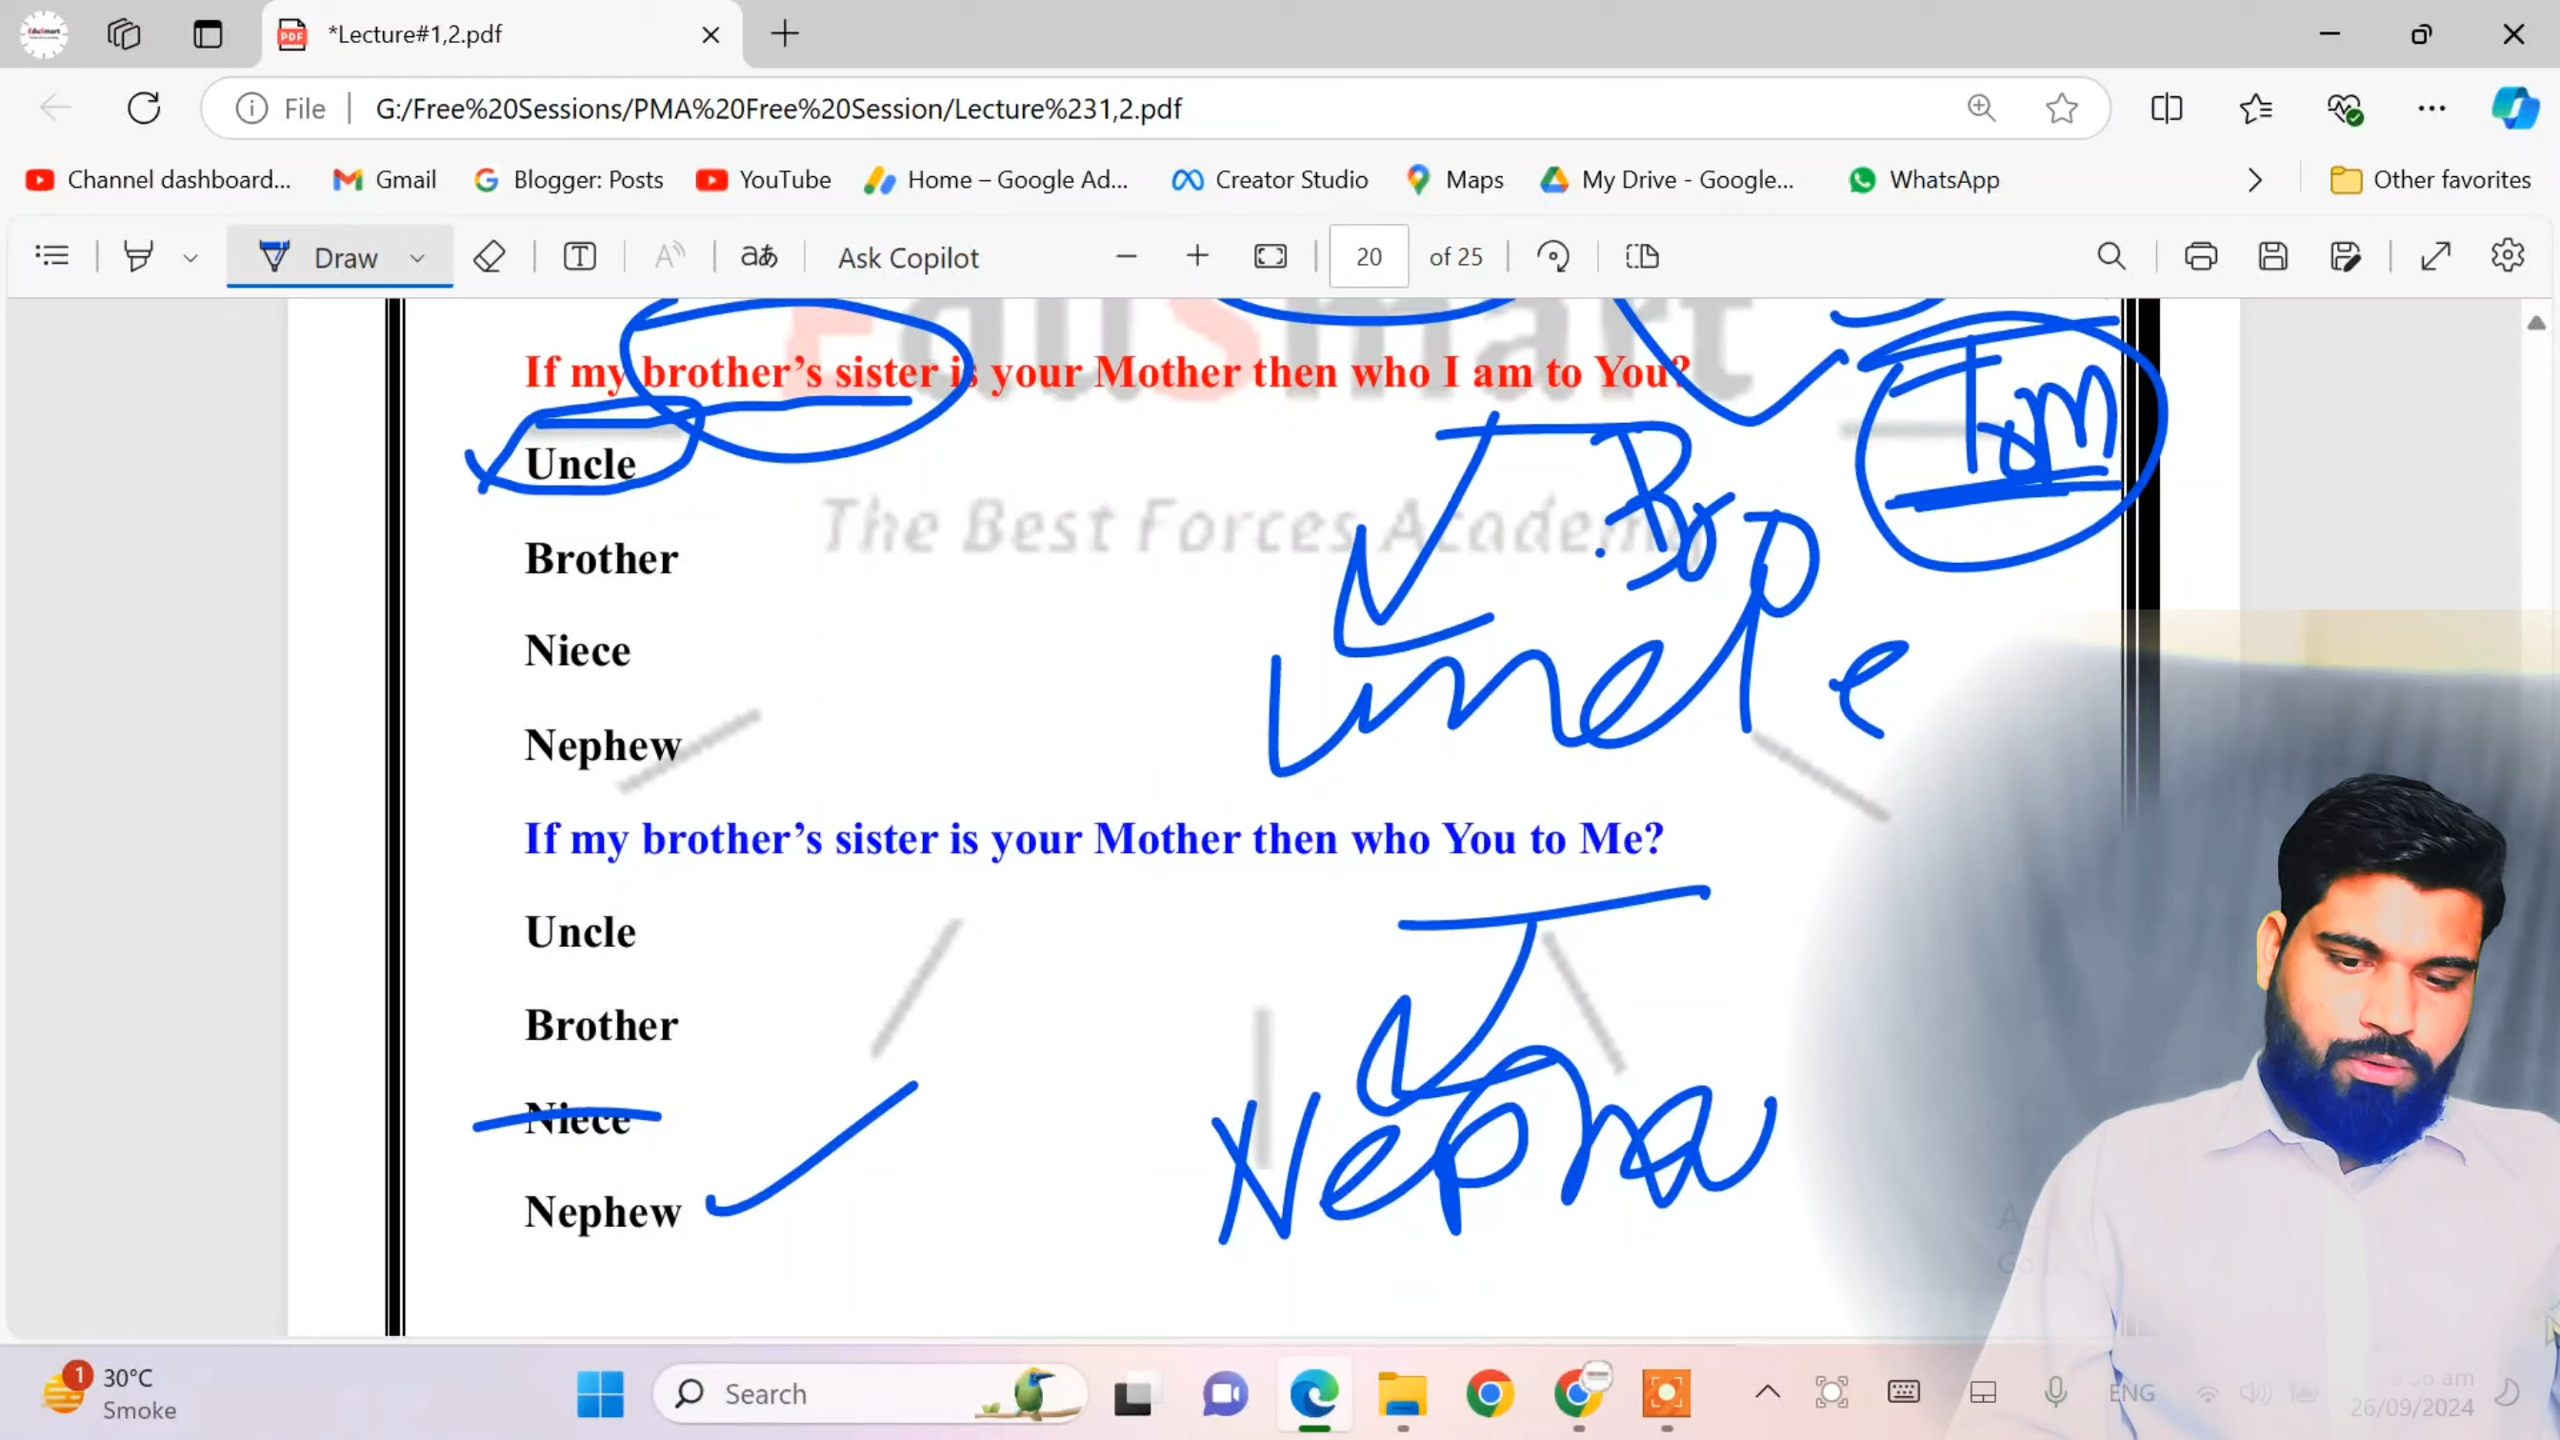 *Lecture#1,2.pdf
File
G:/Free%20Sessions/PMA%20Free%20Session/Lecture%231,2.pdf
Channel dashboard...
Gmail
Blogger: Posts
YouTube
Home – Google Ad...
Creator Studio
Maps
My Drive - Google...
WhatsApp
Other favorites
Draw
Ask Copilot
20 of 25
EduSmart
The Best Forces Academy
If my brother's sister is your Mother then who I am to You?
Tom
Uncle
Bro
Brother
Niece
Uncle
Nephew
If my brother's sister is your Mother then who You to Me?
Uncle
Brother
Niece
Nephew
1
30°C
Smoke
Search
ENG
26/09/2024